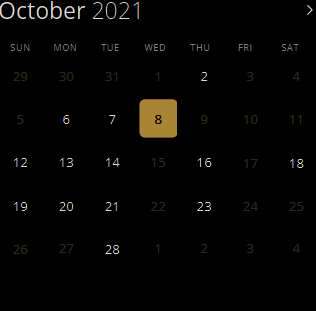 October 2021
SUN MON TUE WED THU FRI SAT
29 30 31 1 2 3 4
5 6 7 8 9 10 11
12 13 14 15 16 17 18
19 20 21 22 23 24 25
26 27 28 1 2 3 4